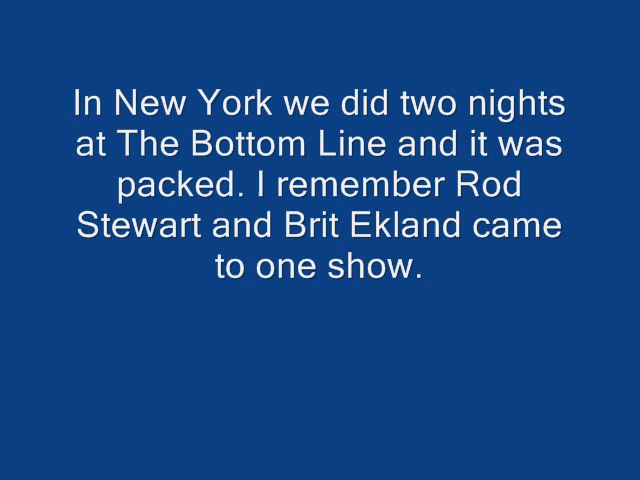 In New York we did two nights
at The Bottom Line and it was
packed. I remember Rod
Stewart and Brit Ekland came
to one show.